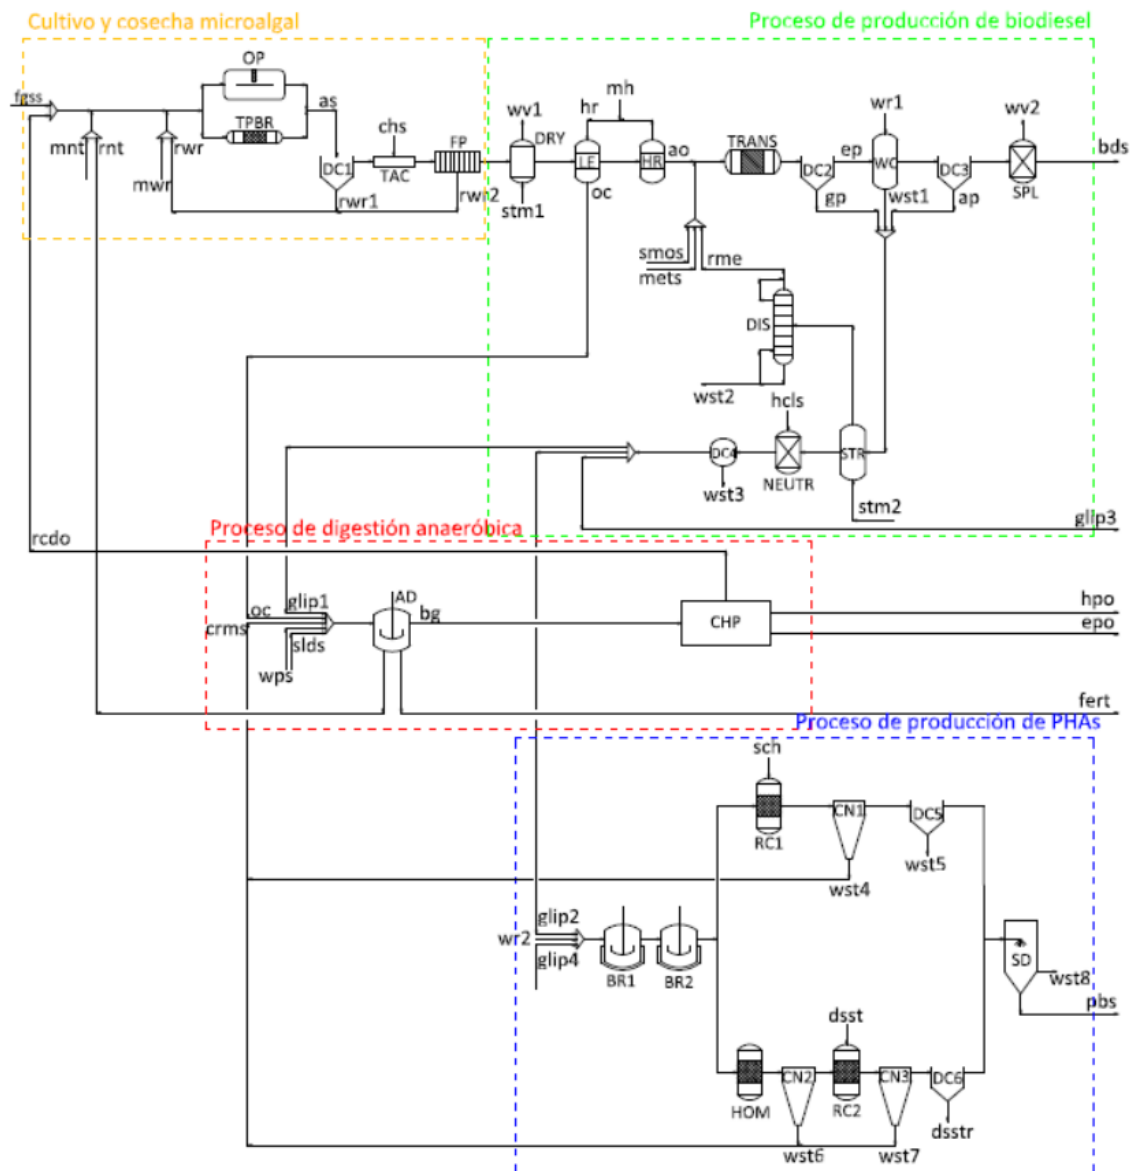 Cultivo y cosecha microalgal
Proceso de producción de biodiesel
OP
fgss
TPBR
as
mnt
rnt
rwr
mwr
chs
DC1
TAC
FP
rwr1
rwr2
wv1
DRY
stm1
hr
mh
LE
HR
ao
oc
TRANS
DC2
ep
gp
wr1
WC
wst1
DC3
ap
wv2
SPL
bds
smos
mets
rme
DIS
wst2
hcls
DC4
wst3
NEUTR
STR
stm2
glip3
Proceso de digestión anaeróbica
rcdo
oc
glip1
crms
slds
wps
AD
bg
CHP
hpo
epo
fert
Proceso de producción de PHAs
sch
RC1
CN1
DC5
wst4
wst5
glip2
wr2
glip4
BR1
BR2
SD
wst8
pbs
dsst
HOM
CN2
RC2
CN3
DC6
dsstr
wst6
wst7